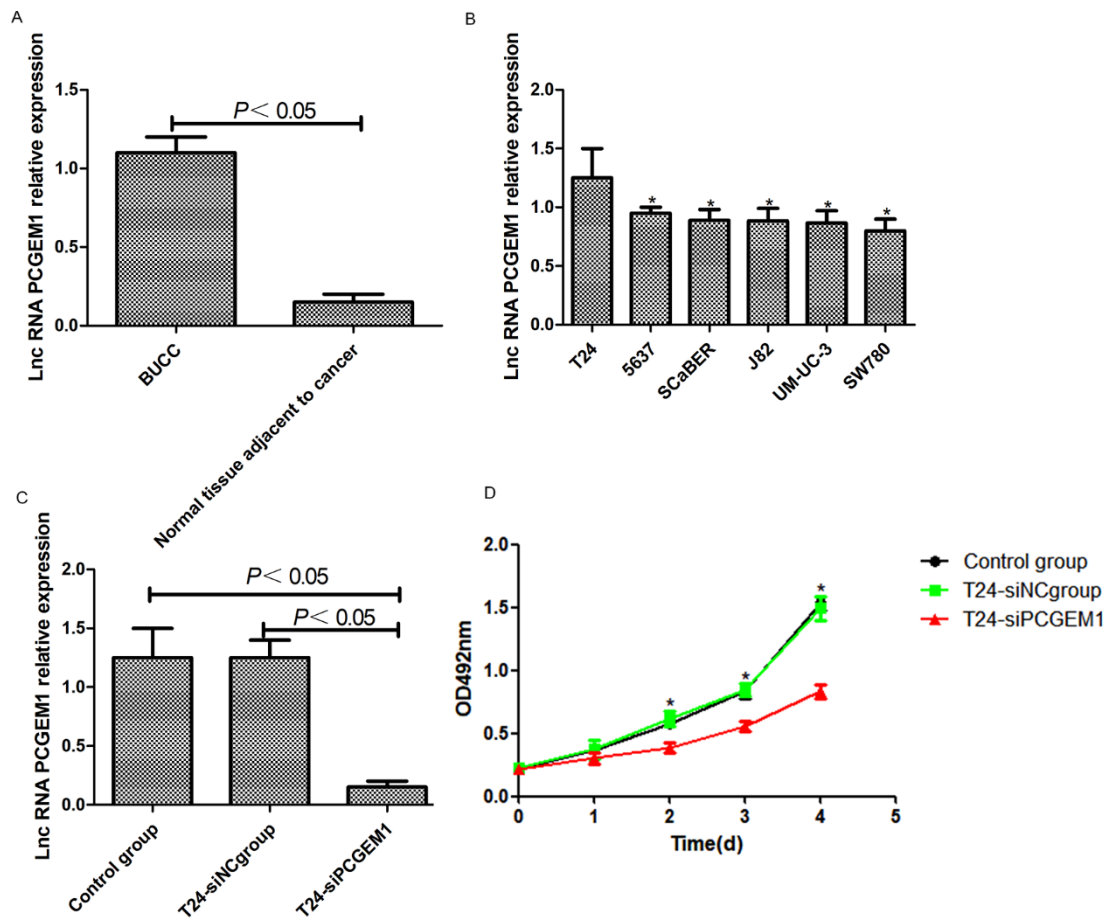 A
Lnc RNA PCGEM1 relative expression
1.5
1.0
0.5
0.0
P< 0.05
BUCC
Normal tissue adjacent to cancer
B
Lnc RNA PCGEM1 relative expression
2.0
1.5
1.0
0.5
0.0
*
*
*
*
*
T24
5637
SCaBER
J82
UM-UC-3
SW780
C
Lnc RNA PCGEM1 relative expression
2.0
1.5
1.0
0.5
0.0
P< 0.05
P< 0.05
Control group
T24-siNCgroup
T24-siPCGEM1
D
OD492nm
2.0
1.5
1.0
0.5
0.0
*
*
*
0
1
2
3
4
5
Time(d)
Control group
T24-siNCgroup
T24-siPCGEM1